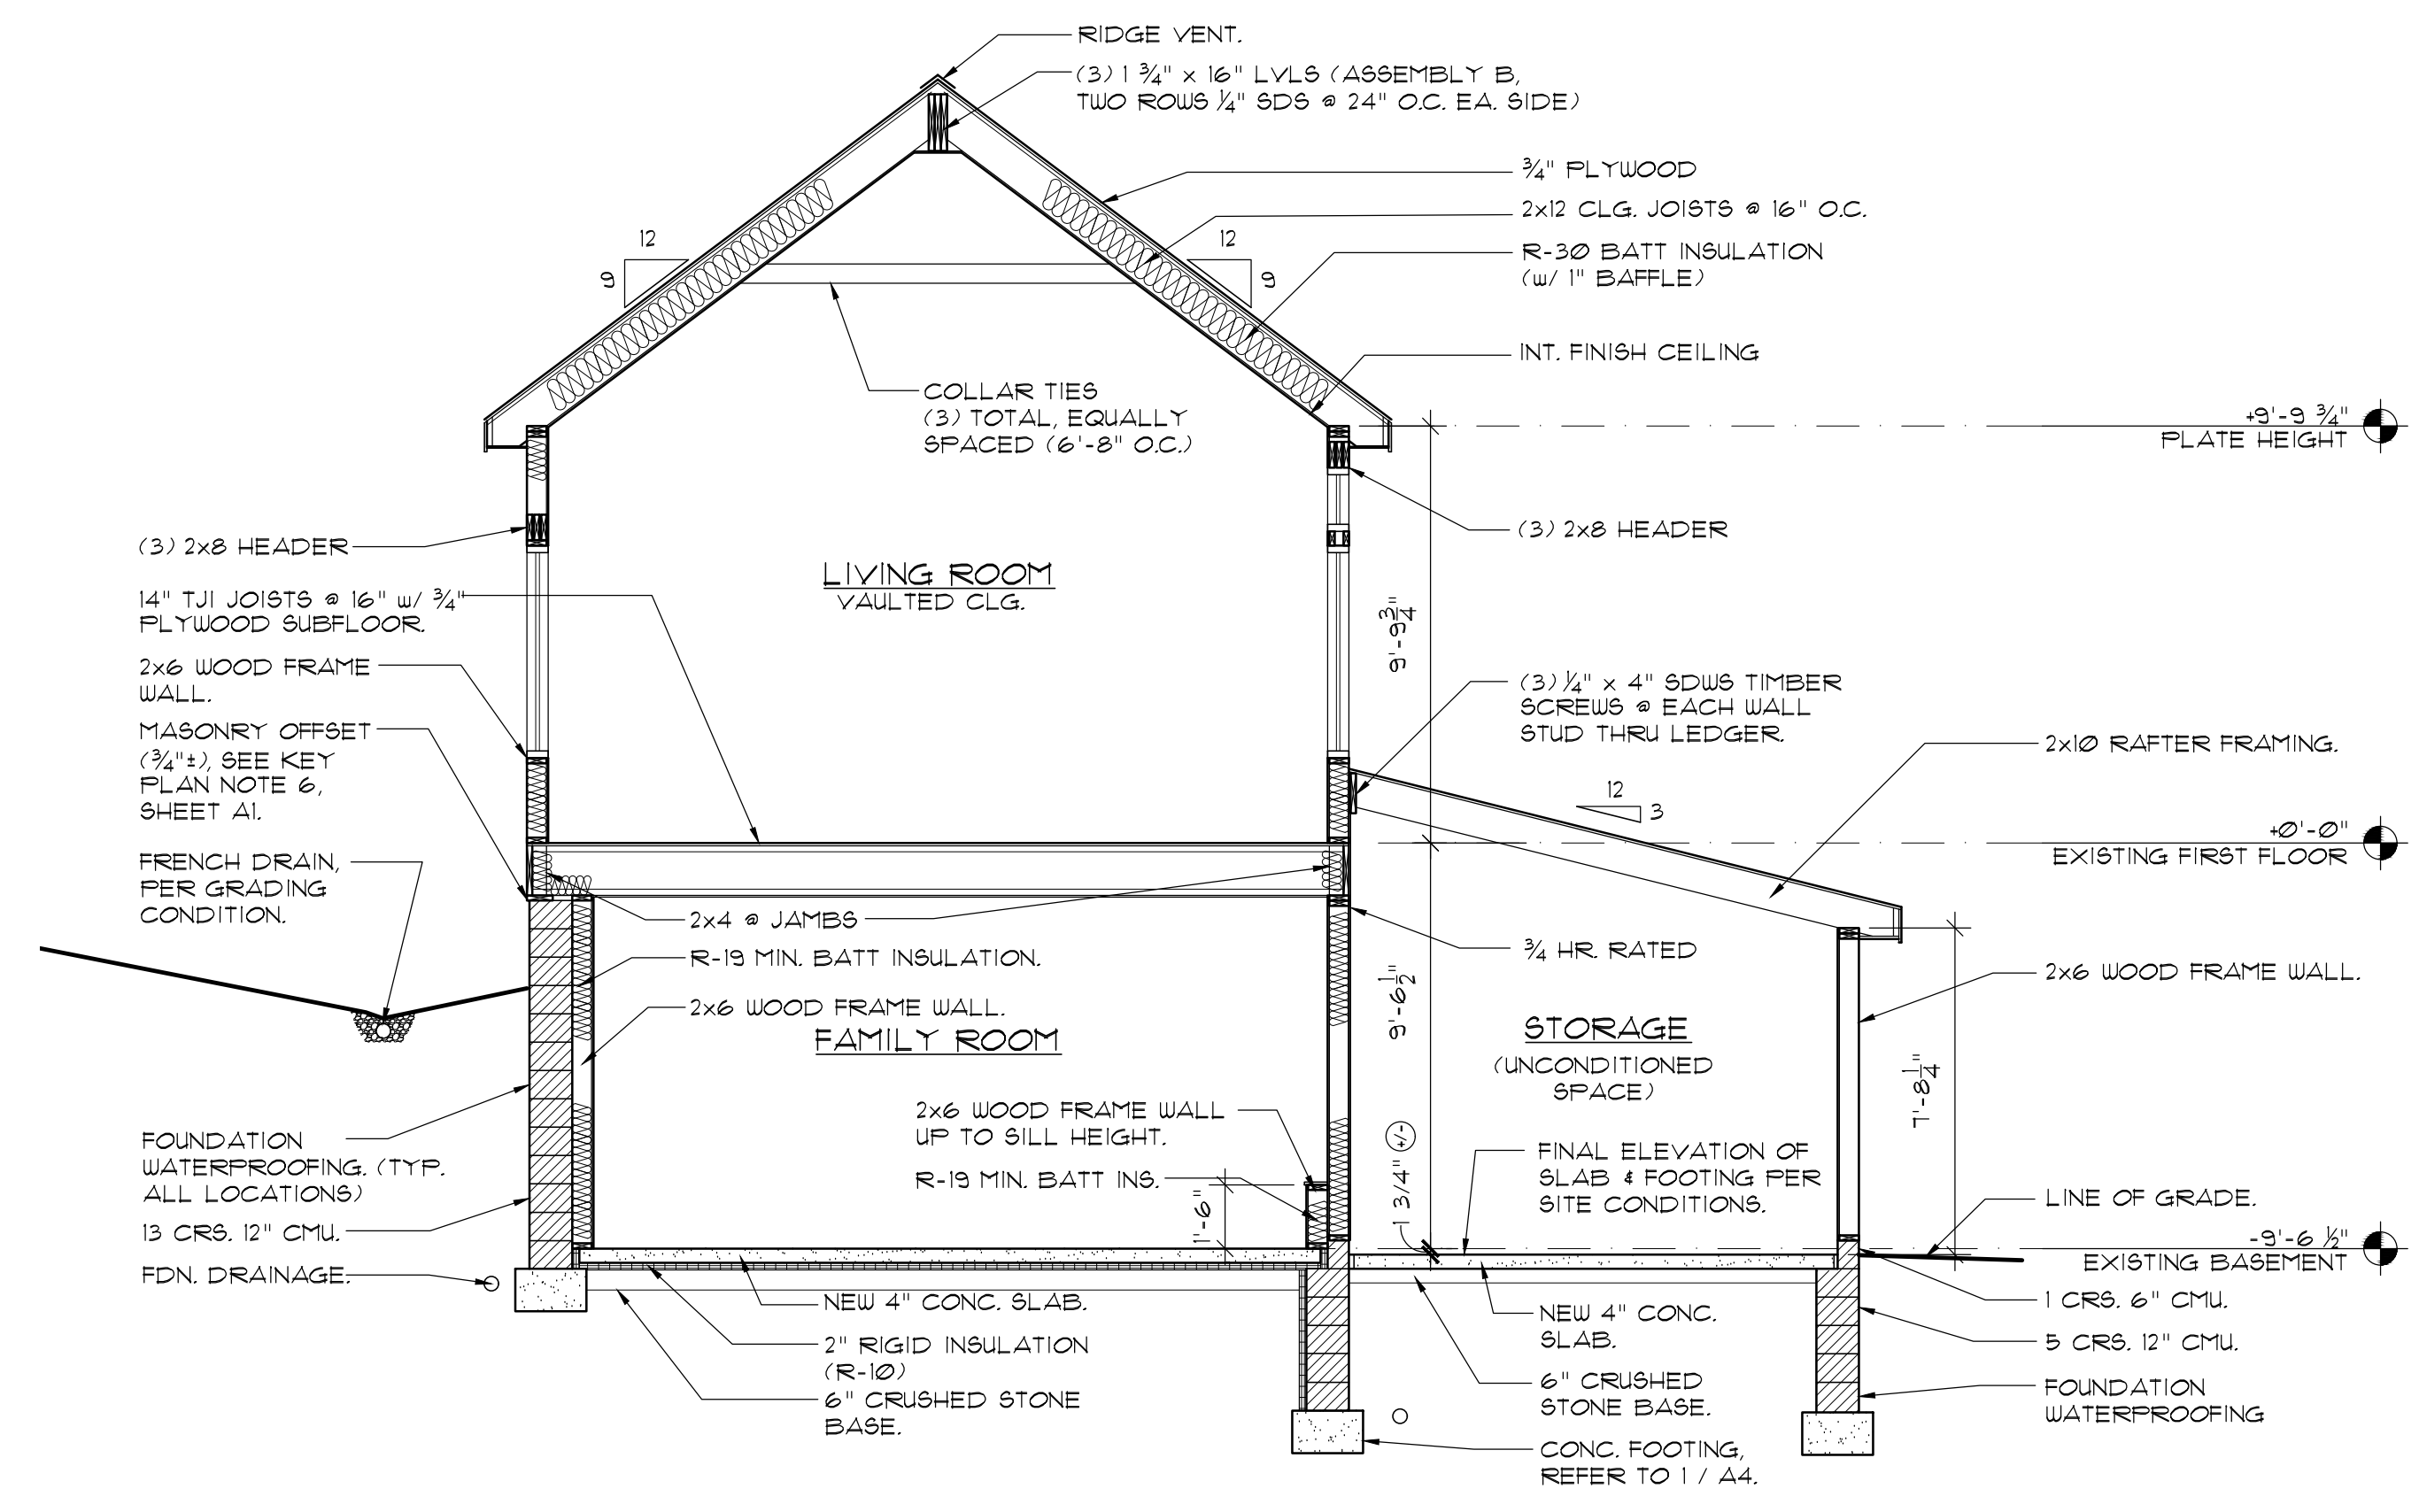 RIDGE VENT.
(3) 1 ¾" x 16" LVLS (ASSEMBLY B,
TWO ROWS ¼" SDS @ 24" O.C. EA. SIDE)
¾" PLYWOOD
2x12 CLG. JOISTS @ 16" O.C.
R-30 BATT INSULATION
(w/ 1" BAFFLE)
INT. FINISH CEILING
12
9
12
9
COLLAR TIES
(3) TOTAL, EQUALLY
SPACED (6'-8" O.C.)
+9'-9 ¾"
PLATE HEIGHT
(3) 2x8 HEADER
(3) 2x8 HEADER
LIVING ROOM
VAULTED CLG.
14" TJI JOISTS @ 16" w/ ¾"
PLYWOOD SUBFLOOR.
2x6 WOOD FRAME
WALL.
MASONRY OFFSET
(¾"±), SEE KEY
PLAN NOTE 6,
SHEET A1.
FRENCH DRAIN,
PER GRADING
CONDITION.
9'-9¾"
(3) ¼" x 4" SDWS TIMBER
SCREWS @ EACH WALL
STUD THRU LEDGER.
2x10 RAFTER FRAMING.
12
3
+0'-0"
EXISTING FIRST FLOOR
2x4 @ JAMBS
R-19 MIN. BATT INSULATION.
2x6 WOOD FRAME WALL.
FAMILY ROOM
¾ HR. RATED
9'-6½"
STORAGE
(UNCONDITIONED
SPACE)
2x6 WOOD FRAME WALL.
7'-8¼"
FOUNDATION
WATERPROOFING. (TYP.
ALL LOCATIONS)
13 CRS. 12" CMU.
FDN. DRAINAGE.
2x6 WOOD FRAME WALL
UP TO SILL HEIGHT.
R-19 MIN. BATT INS.
1'-6"
1 3/4" +/-
FINAL ELEVATION OF
SLAB & FOOTING PER
SITE CONDITIONS.
LINE OF GRADE.
-9'-6 ½"
EXISTING BASEMENT
NEW 4" CONC. SLAB.
2" RIGID INSULATION
(R-10)
6" CRUSHED STONE
BASE.
NEW 4" CONC.
SLAB.
6" CRUSHED
STONE BASE.
CONC. FOOTING,
REFER TO 1 / A4.
1 CRS. 6" CMU.
5 CRS. 12" CMU.
FOUNDATION
WATERPROOFING